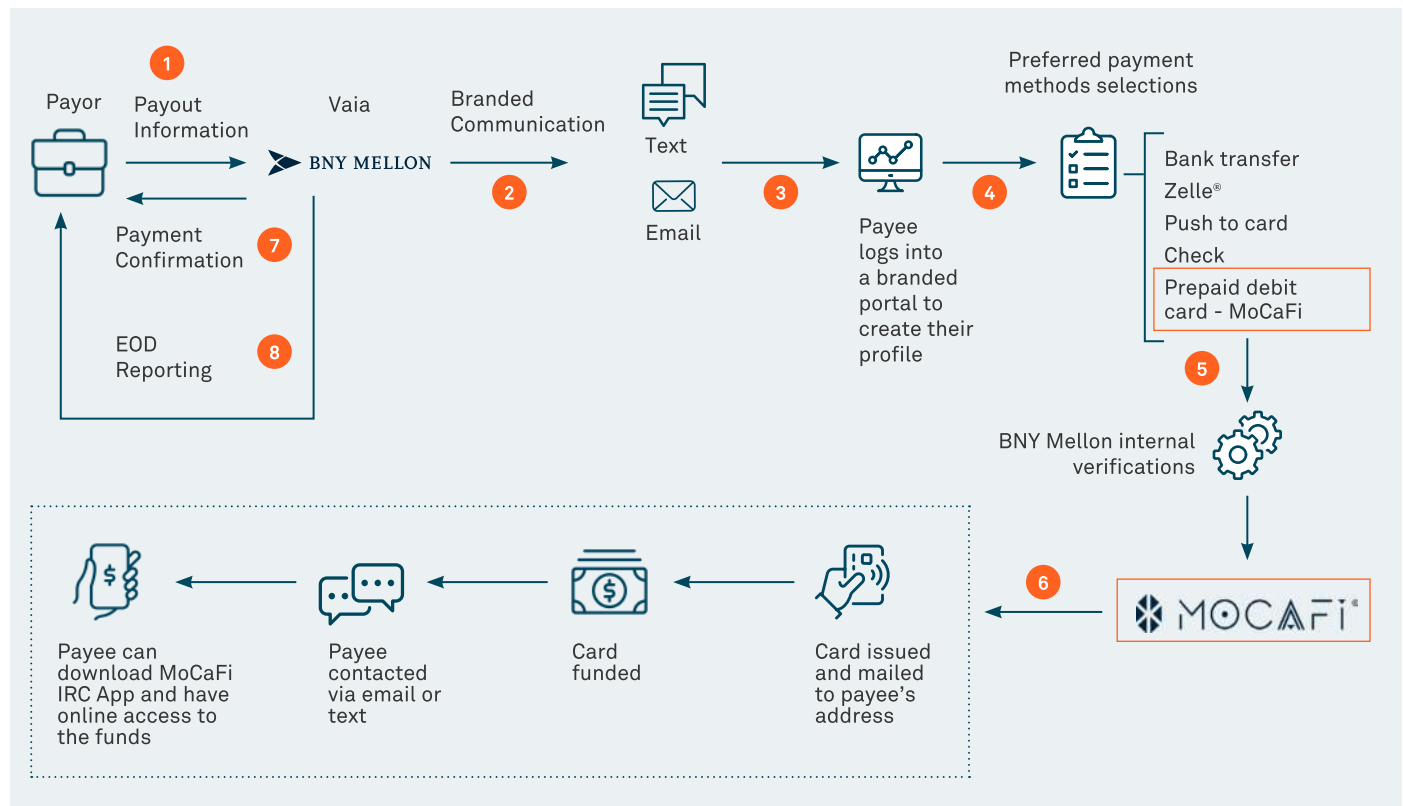 1
Payor
Payout
Information
Vaia
BNY MELLON
Branded
Communication
2
Text
Email
3
Payee
logs into
a branded
portal to
create their
profile
4
Preferred payment
methods selections
Bank transfer
Zelle®
Push to card
Check
Prepaid debit
card - MoCaFi
5
BNY Mellon internal
verifications
MOCAFi
6
Card issued
and mailed
to payee’s
address
Card
funded
Payee
contacted
via email or
text
Payee can
download MoCaFi
IRC App and have
online access to
the funds
Payment
Confirmation
7
EOD
Reporting
8